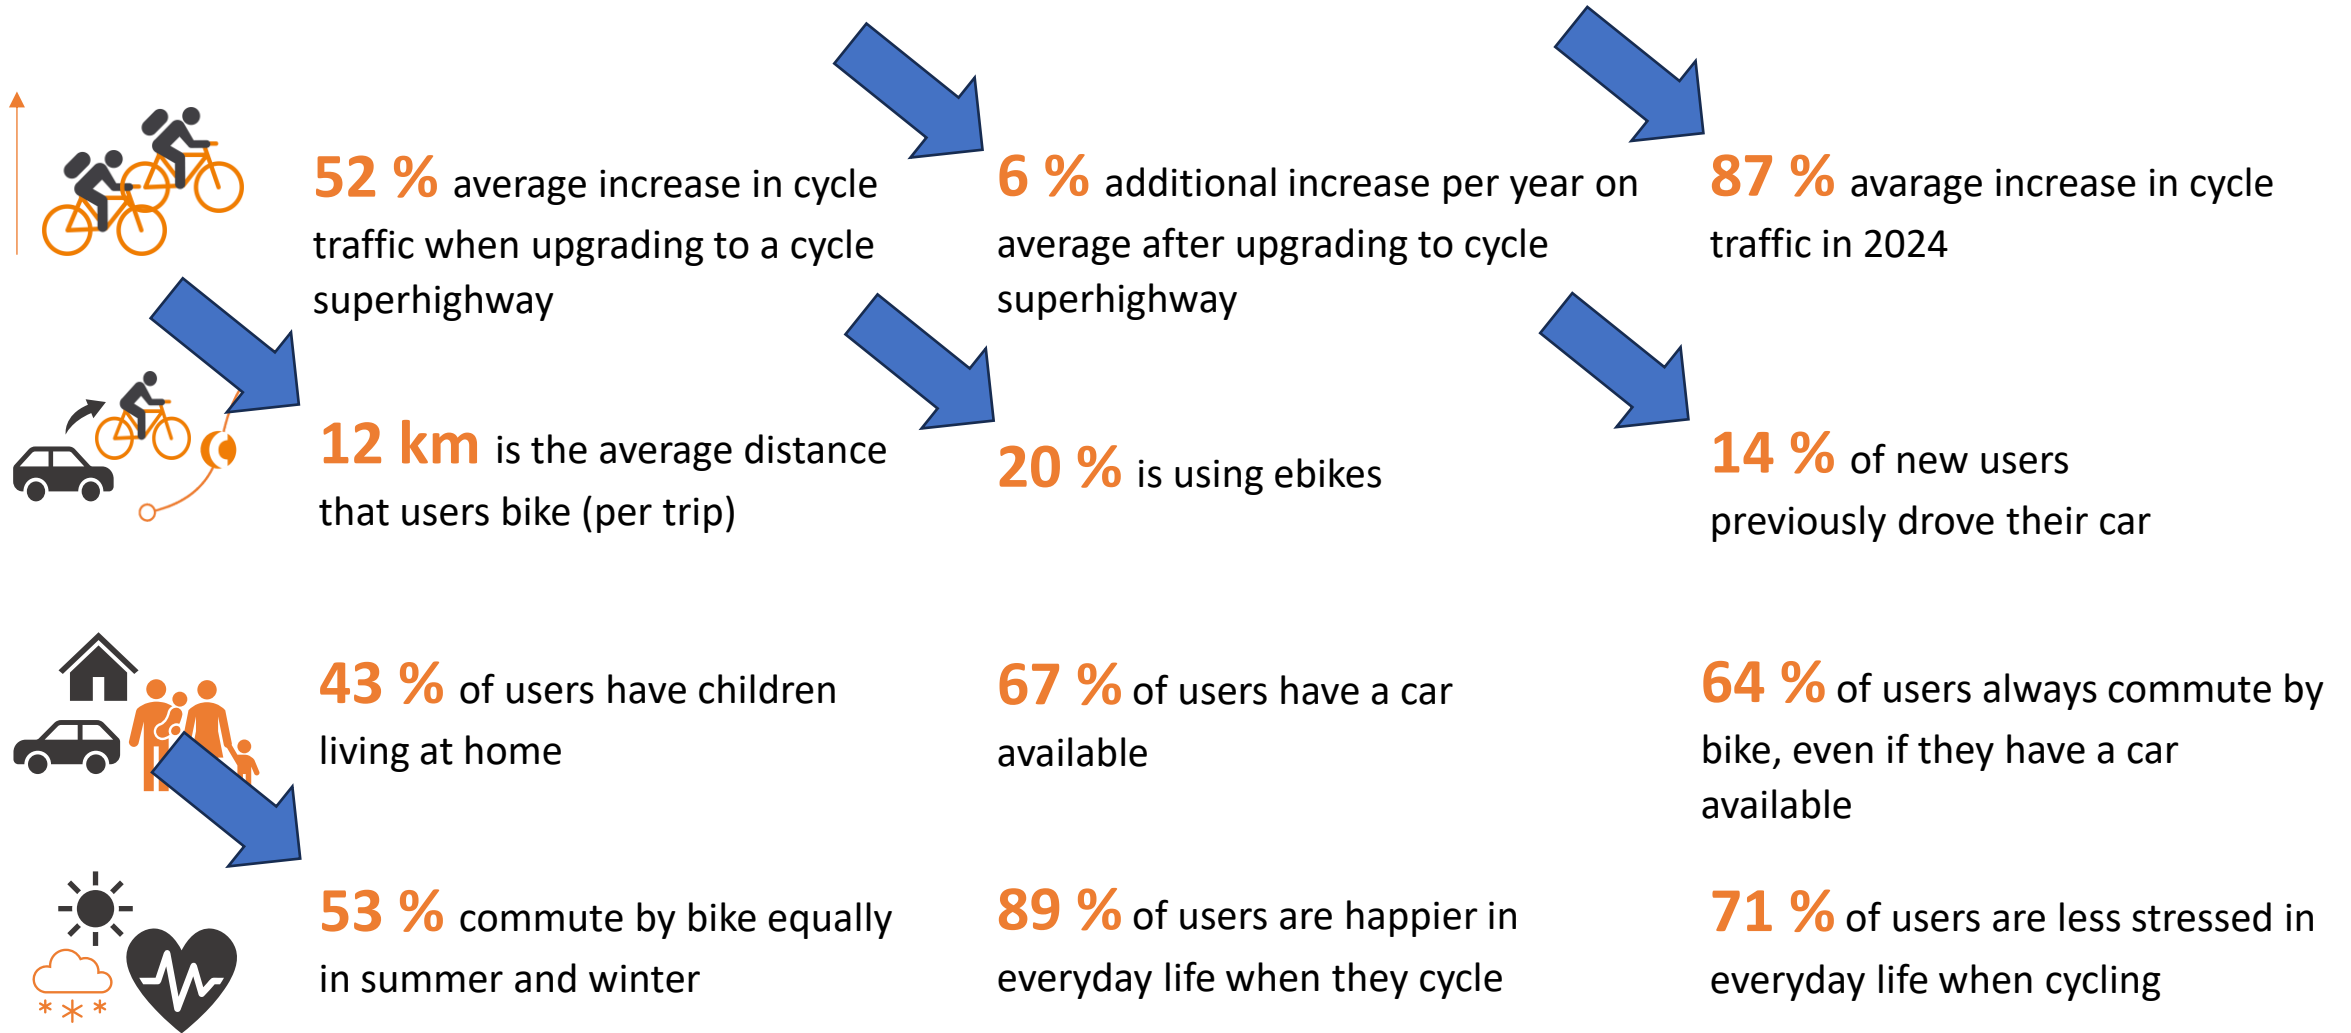 52 % average increase in cycle
traffic when upgrading to a cycle
superhighway
6 % additional increase per year on
average after upgrading to cycle
superhighway
87 % avarage increase in cycle
traffic in 2024
12 km is the average distance
that users bike (per trip)
20 % is using ebikes
14 % of new users
previously drove their car
43 % of users have children
living at home
67 % of users have a car
available
64 % of users always commute by
bike, even if they have a car
available
53 % commute by bike equally
in summer and winter
89 % of users are happier in
everyday life when they cycle
71 % of users are less stressed in
everyday life when cycling